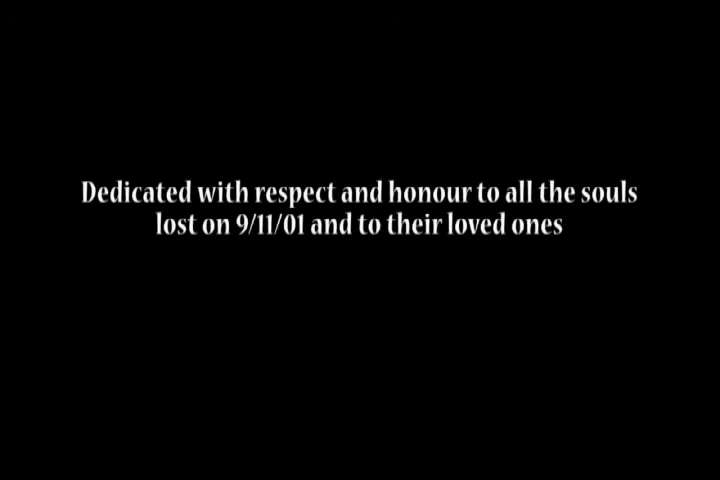 Dedicated with respect and honour to all the souls
lost on 9/11/01 and to their loved ones